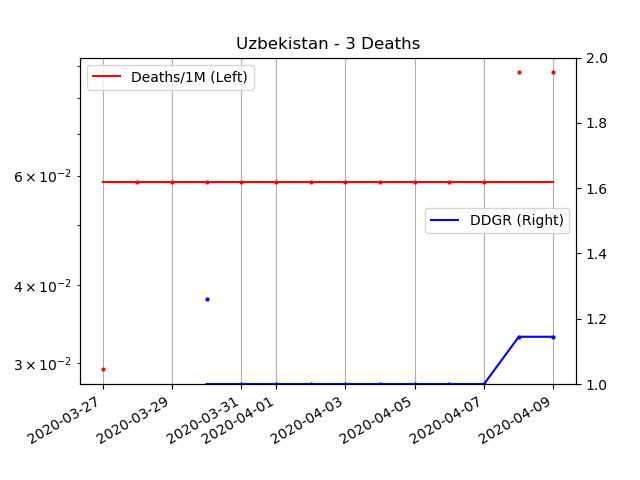 Uzbekistan - 3 Deaths
Deaths/1M (Left)
DDGR (Right)
6 × 10⁻²
4 × 10⁻²
3 × 10⁻²
2.0
1.8
1.6
1.4
1.2
1.0
2020-03-27
2020-03-29
2020-03-31
2020-04-01
2020-04-03
2020-04-05
2020-04-07
2020-04-09